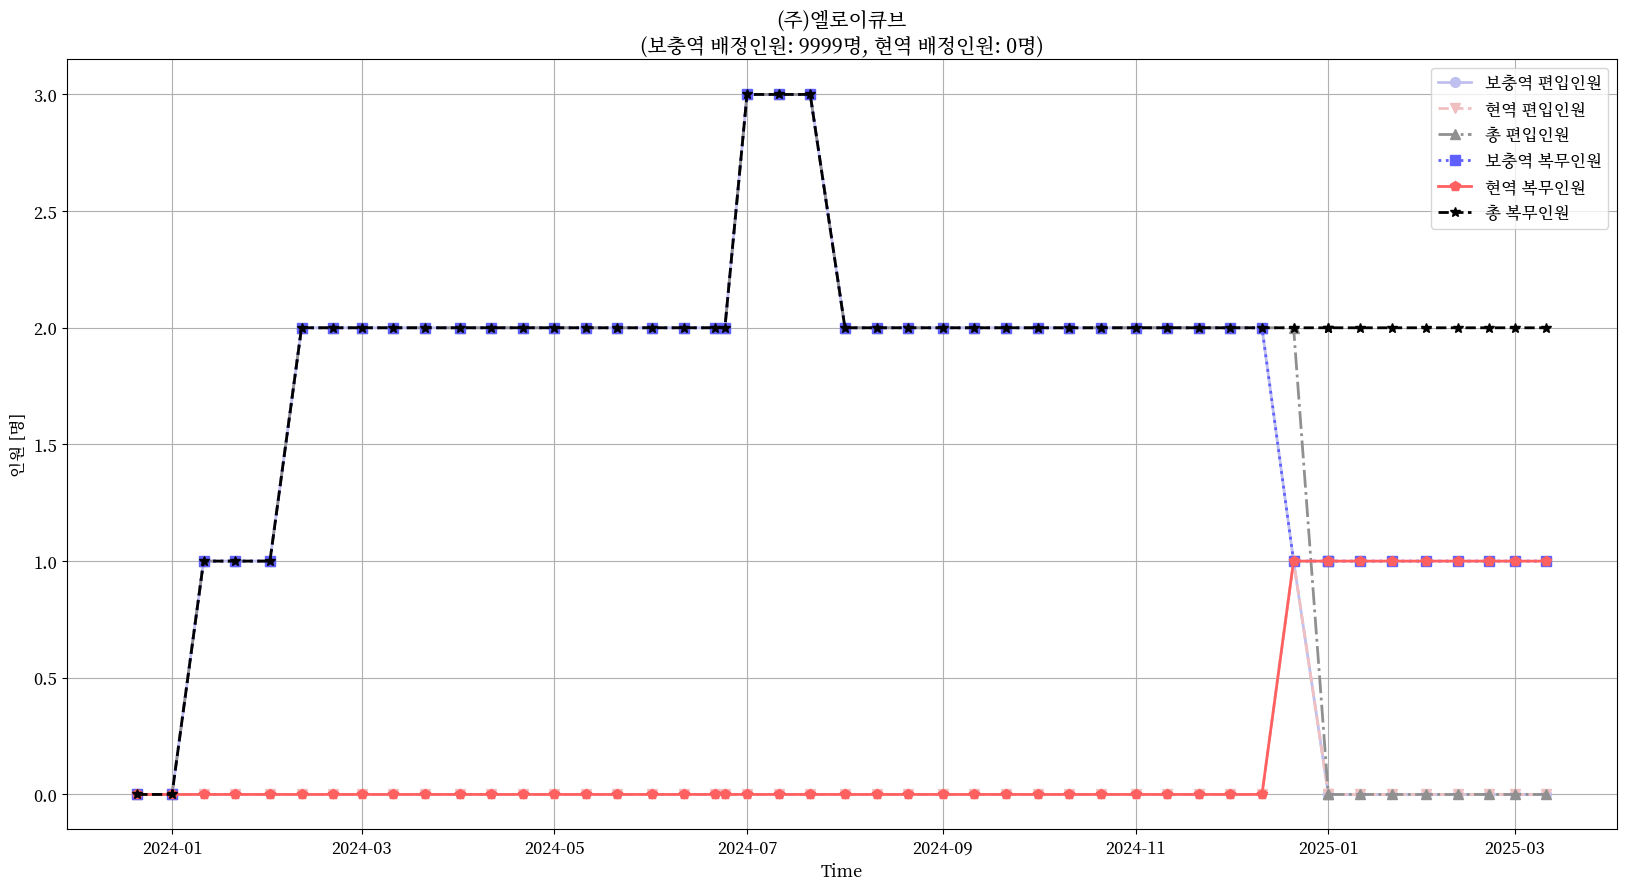 (주)엘로이큐브
(보충역 배정인원: 9999명, 현역 배정인원: 0명)
보충역 편입인원
현역 편입인원
총 편입인원
보충역 복무인원
현역 복무인원
총 복무인원
인원 [명]
3.0
2.5
2.0
1.5
1.0
0.5
0.0
2024-01
2024-03
2024-05
2024-07
2024-09
2024-11
2025-01
2025-03
Time